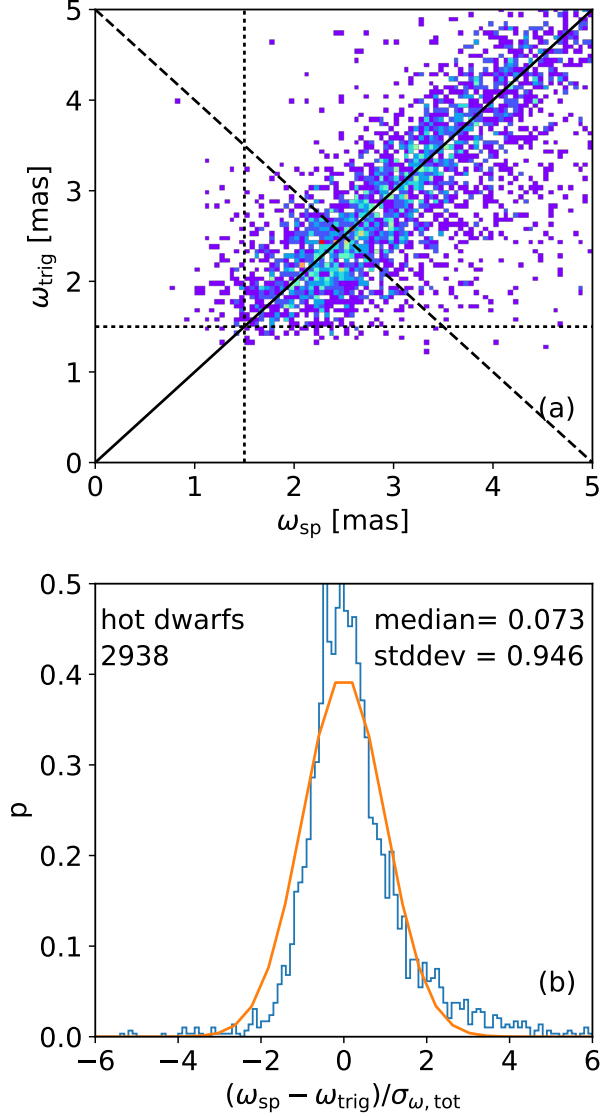 5
4
3
2
1
0
ω_trig [mas]
(a)
0 1 2 3 4 5
ω_sp [mas]
0.5
0.4
0.3
0.2
0.1
0.0
p
hot dwarfs
2938
median= 0.073
stddev = 0.946
(b)
−6 −4 −2 0 2 4 6
(ω_sp − ω_trig)/σ_ω, tot